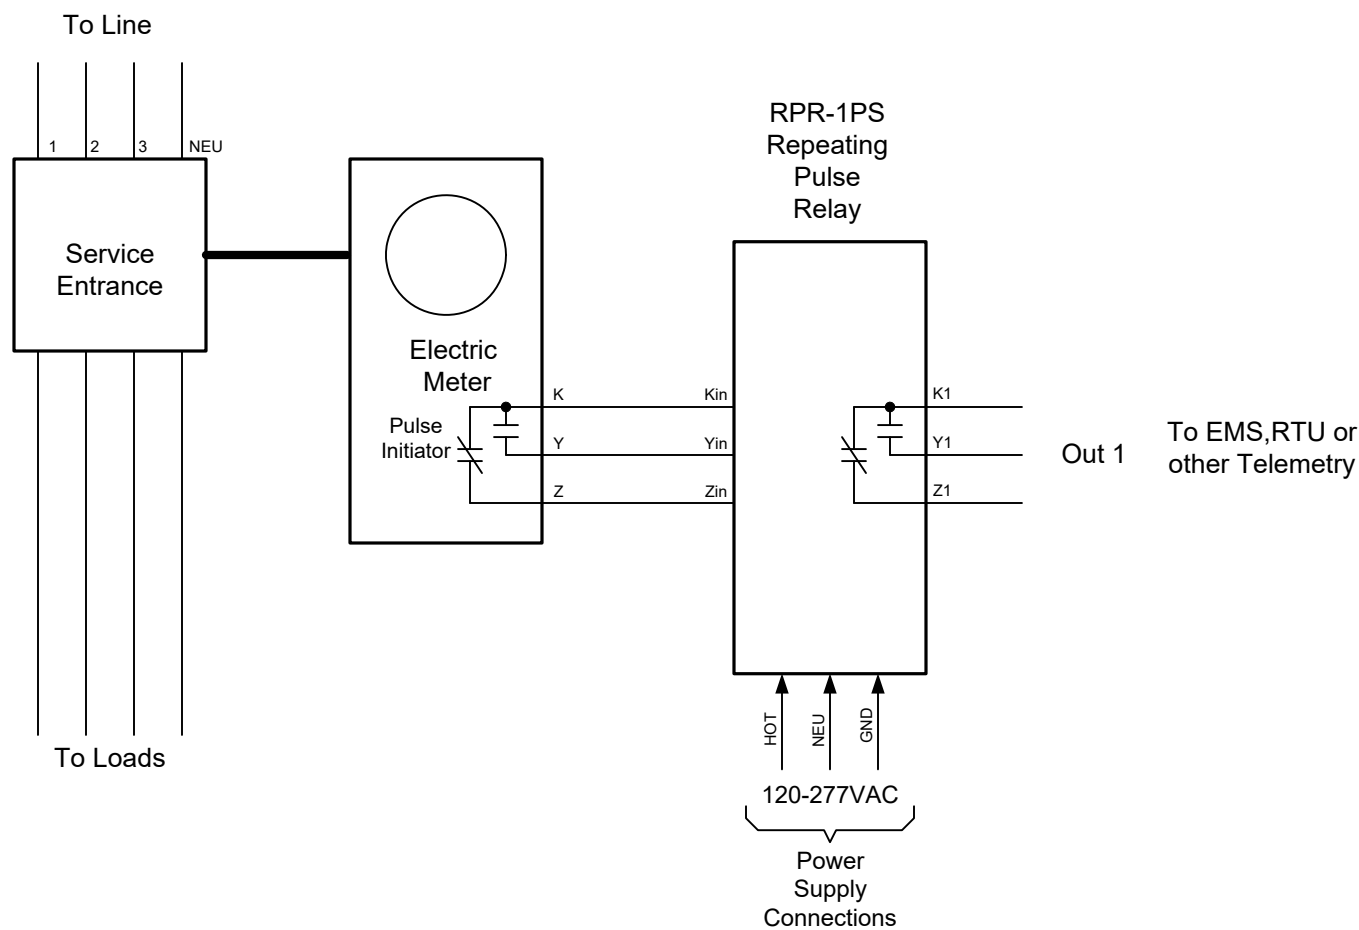 To Line
1
2
3
NEU
Service
Entrance
To Loads
Electric
Meter
Pulse
Initiator
K
Y
Z
Kin
Yin
Zin
RPR-1PS
Repeating
Pulse
Relay
K1
Y1
Z1
Out 1
To EMS,RTU or
other Telemetry
HOT
NEU
GND
120-277VAC
Power
Supply
Connections